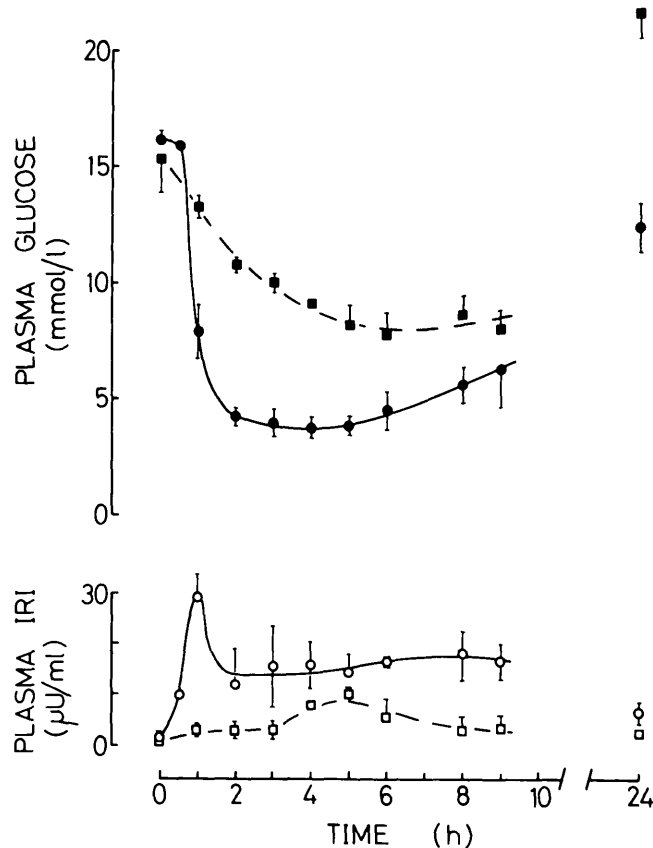 20
15
10
5
0
PLASMA GLUCOSE
(mmol/l)
30
0
PLASMA IRI
(μU/ml)
0 2 4 6 8 10 24
TIME (h)